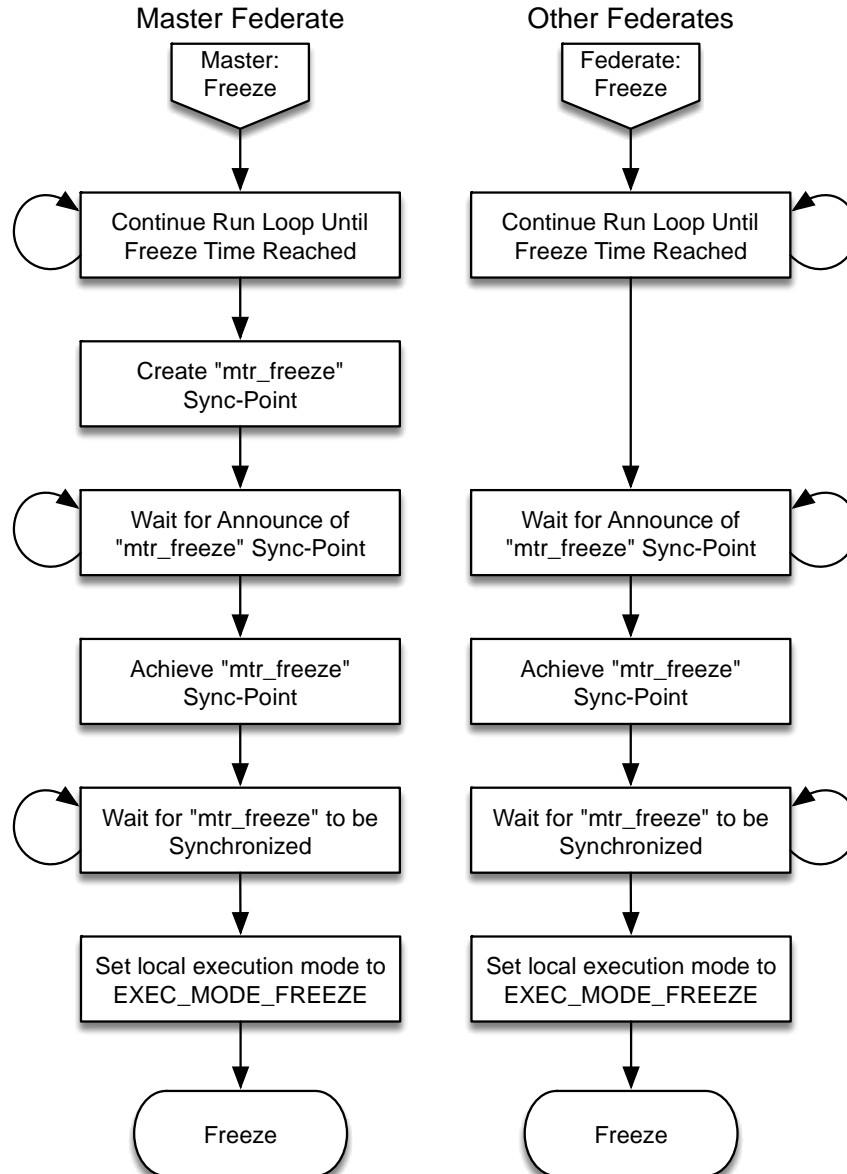 Master Federate
Master:
Freeze
Continue Run Loop Until
Freeze Time Reached
Create "mtr_freeze"
Sync-Point
Wait for Announce of
"mtr_freeze" Sync-Point
Achieve "mtr_freeze"
Sync-Point
Wait for "mtr_freeze" to be
Synchronized
Set local execution mode to
EXEC_MODE_FREEZE
Freeze
Other Federates
Federate:
Freeze
Continue Run Loop Until
Freeze Time Reached
Wait for Announce of
"mtr_freeze" Sync-Point
Achieve "mtr_freeze"
Sync-Point
Wait for "mtr_freeze" to be
Synchronized
Set local execution mode to
EXEC_MODE_FREEZE
Freeze